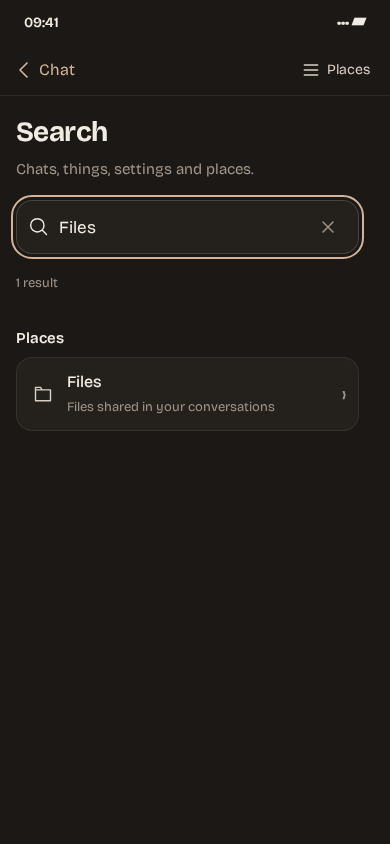 09:41
Chat
Places
Search
Chats, things, settings and places.
Files
1 result
Places
Files
Files shared in your conversations